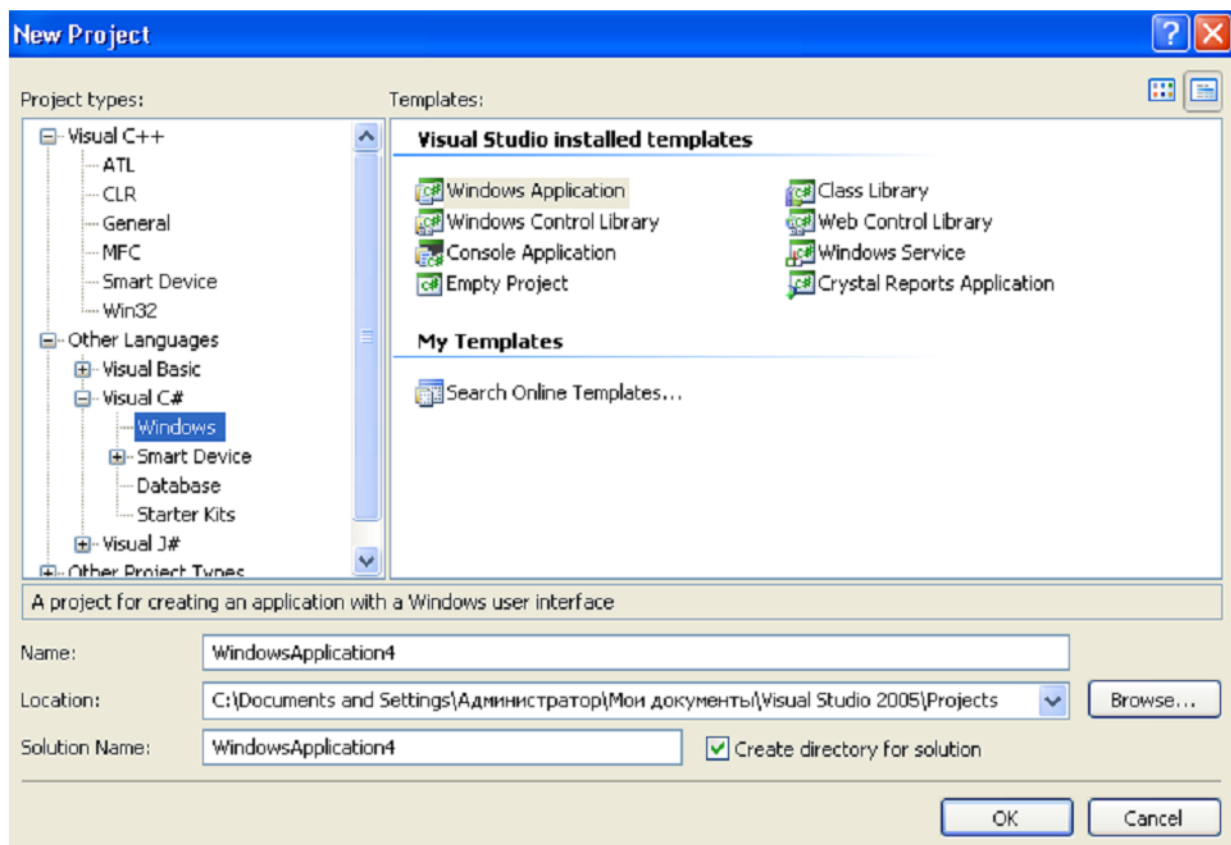 New Project
Project types:
Templates:
Visual C++
ATL
CLR
General
MFC
Smart Device
Win32
Other Languages
Visual Basic
Visual C#
Windows
Smart Device
Database
Starter Kits
Visual J#
Other Project Types
Visual Studio installed templates
Windows Application
Class Library
Windows Control Library
Web Control Library
Console Application
Windows Service
Empty Project
Crystal Reports Application
My Templates
Search Online Templates...
A project for creating an application with a Windows user interface
Name:
WindowsApplication4
Location:
C:\Documents and Settings\Администратор\Мои документы\Visual Studio 2005\Projects
Browse...
Solution Name:
WindowsApplication4
Create directory for solution
OK
Cancel